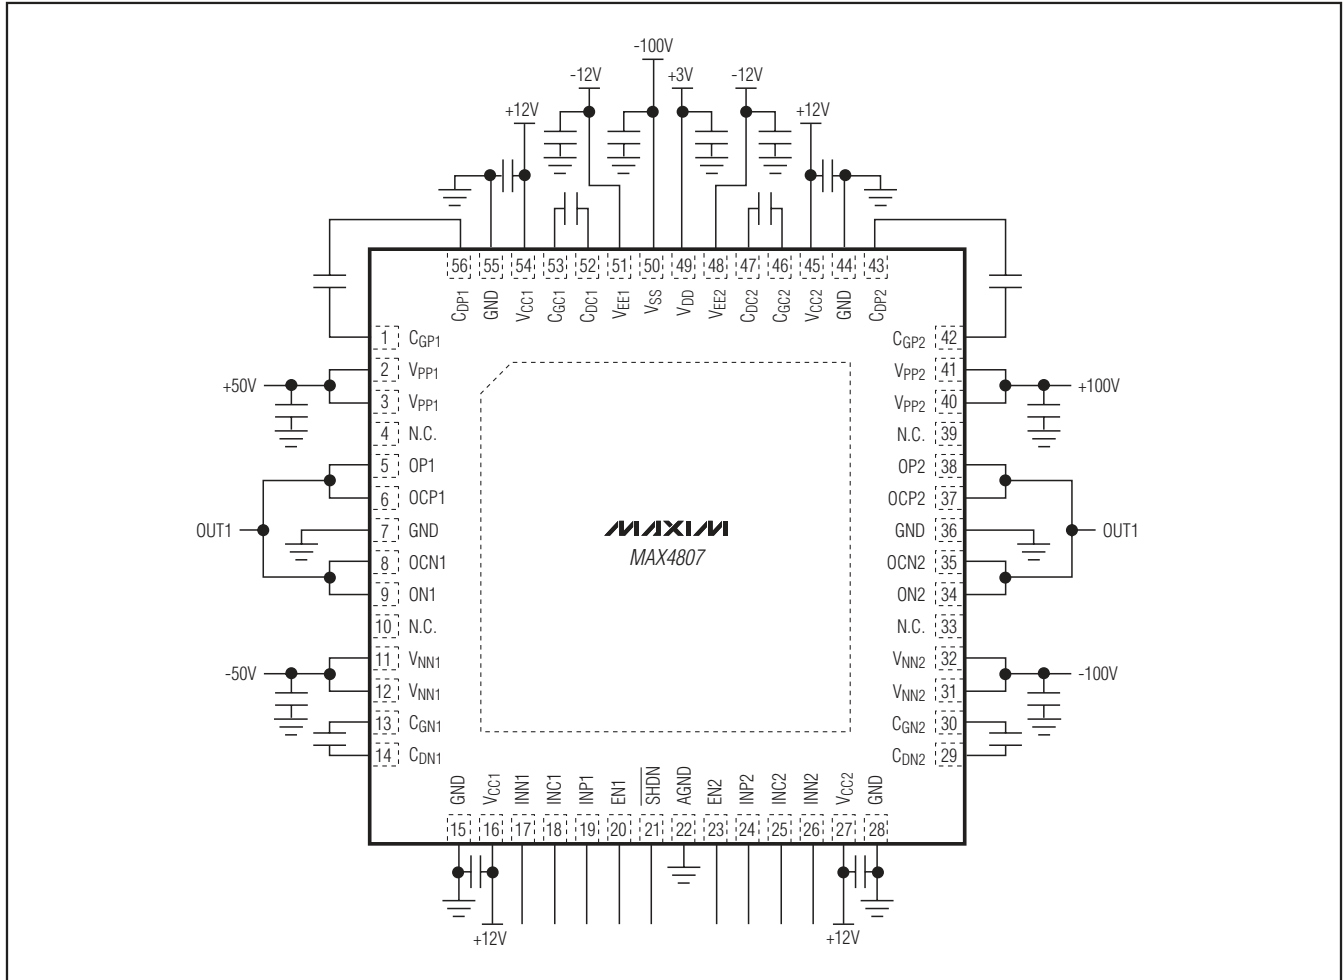 -100V
-12V
+3V
-12V
+12V
+12V
56 55 54 53 52 51 50 49 48 47 46 45 44 43
CDP1 GND VCC1 CGC1 CDC1 VEE1 VSS VDD VEE2 CDC2 CGC2 VCC2 GND CDP2
1 CGP1
2 VPP1
+50V
3 VPP1
4 N.C.
5 OP1
6 OCP1
OUT1
7 GND
8 OCN1
9 ON1
10 N.C.
11 VNN1
-50V
12 VNN1
13 CGN1
14 CDN1
MAXIM
MAX4807
CGP2 42
VPP2 41
+100V
VPP2 40
N.C. 39
OP2 38
OCP2 37
GND 36
OUT1
OCN2 35
ON2 34
N.C. 33
VNN2 32
-100V
VNN2 31
CGN2 30
CDN2 29
GND VCC1 INN1 INC1 INP1 EN1 SHDN AGND EN2 INP2 INC2 INN2 VCC2 GND
15 16 17 18 19 20 21 22 23 24 25 26 27 28
+12V
+12V